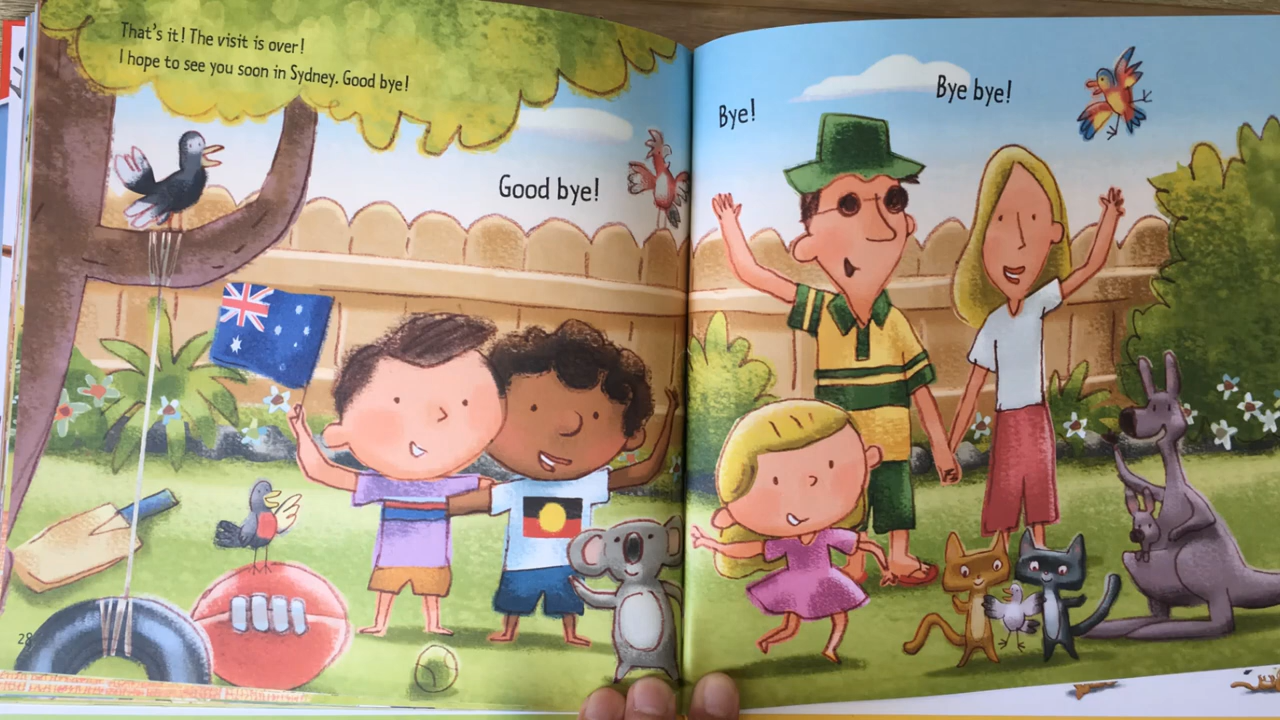 That's it! The visit is over!
I hope to see you soon in Sydney. Good bye!
Good bye!
Bye!
Bye bye!
28